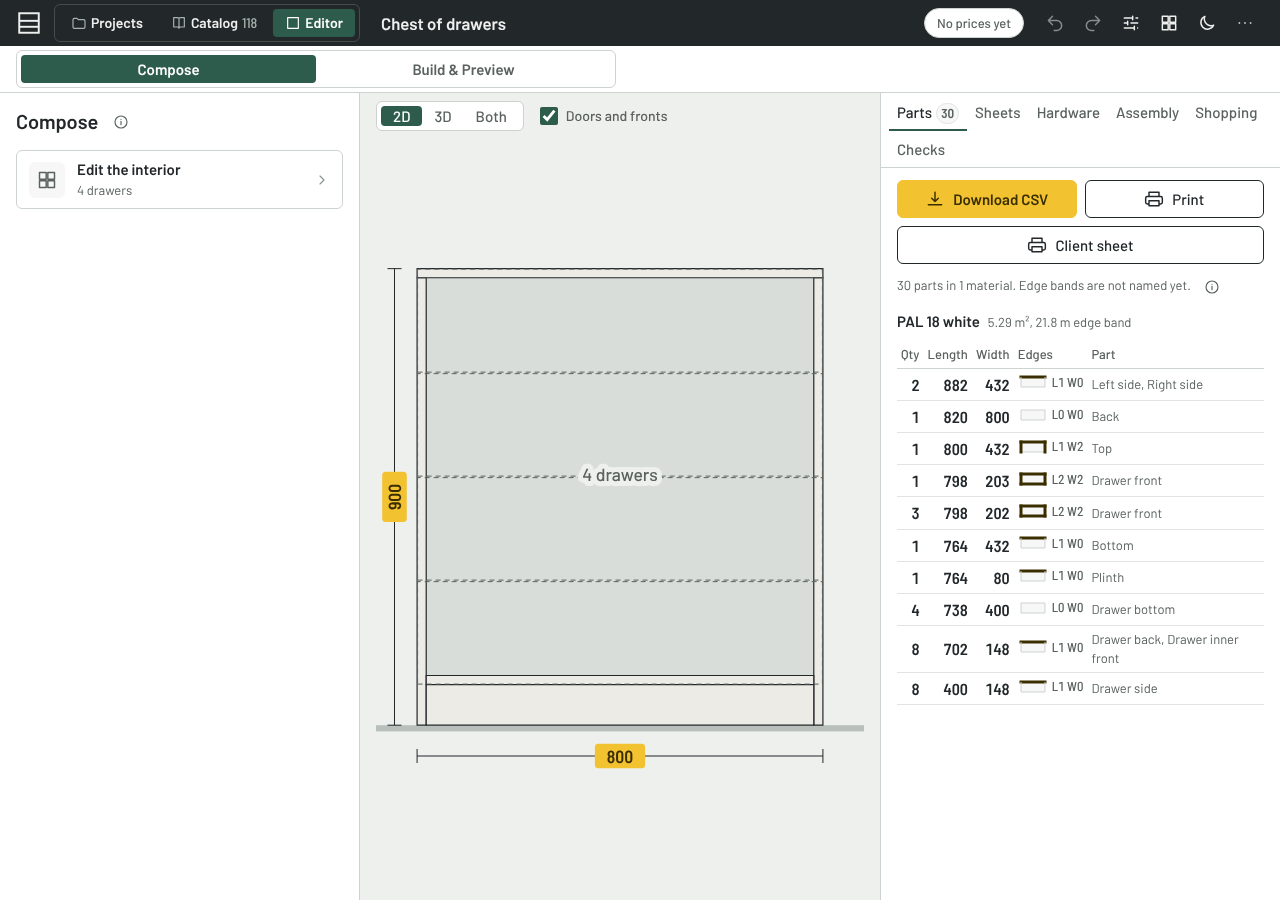 Projects
Catalog 118
Editor
Chest of drawers
No prices yet
Compose
Build & Preview
Compose
Edit the interior
4 drawers
2D
3D
Both
Doors and fronts
4 drawers
900
800
Parts 30
Sheets
Hardware
Assembly
Shopping
Checks
Download CSV
Print
Client sheet
30 parts in 1 material. Edge bands are not named yet.
PAL 18 white 5.29 m², 21.8 m edge band
Qty Length Width Edges Part
2 882 432 L1 W0 Left side, Right side
1 820 800 L0 W0 Back
1 800 432 L1 W2 Top
1 798 203 L2 W2 Drawer front
3 798 202 L2 W2 Drawer front
1 764 432 L1 W0 Bottom
1 764 80 L1 W0 Plinth
4 738 400 L0 W0 Drawer bottom
8 702 148 L1 W0 Drawer back, Drawer inner
front
8 400 148 L1 W0 Drawer side